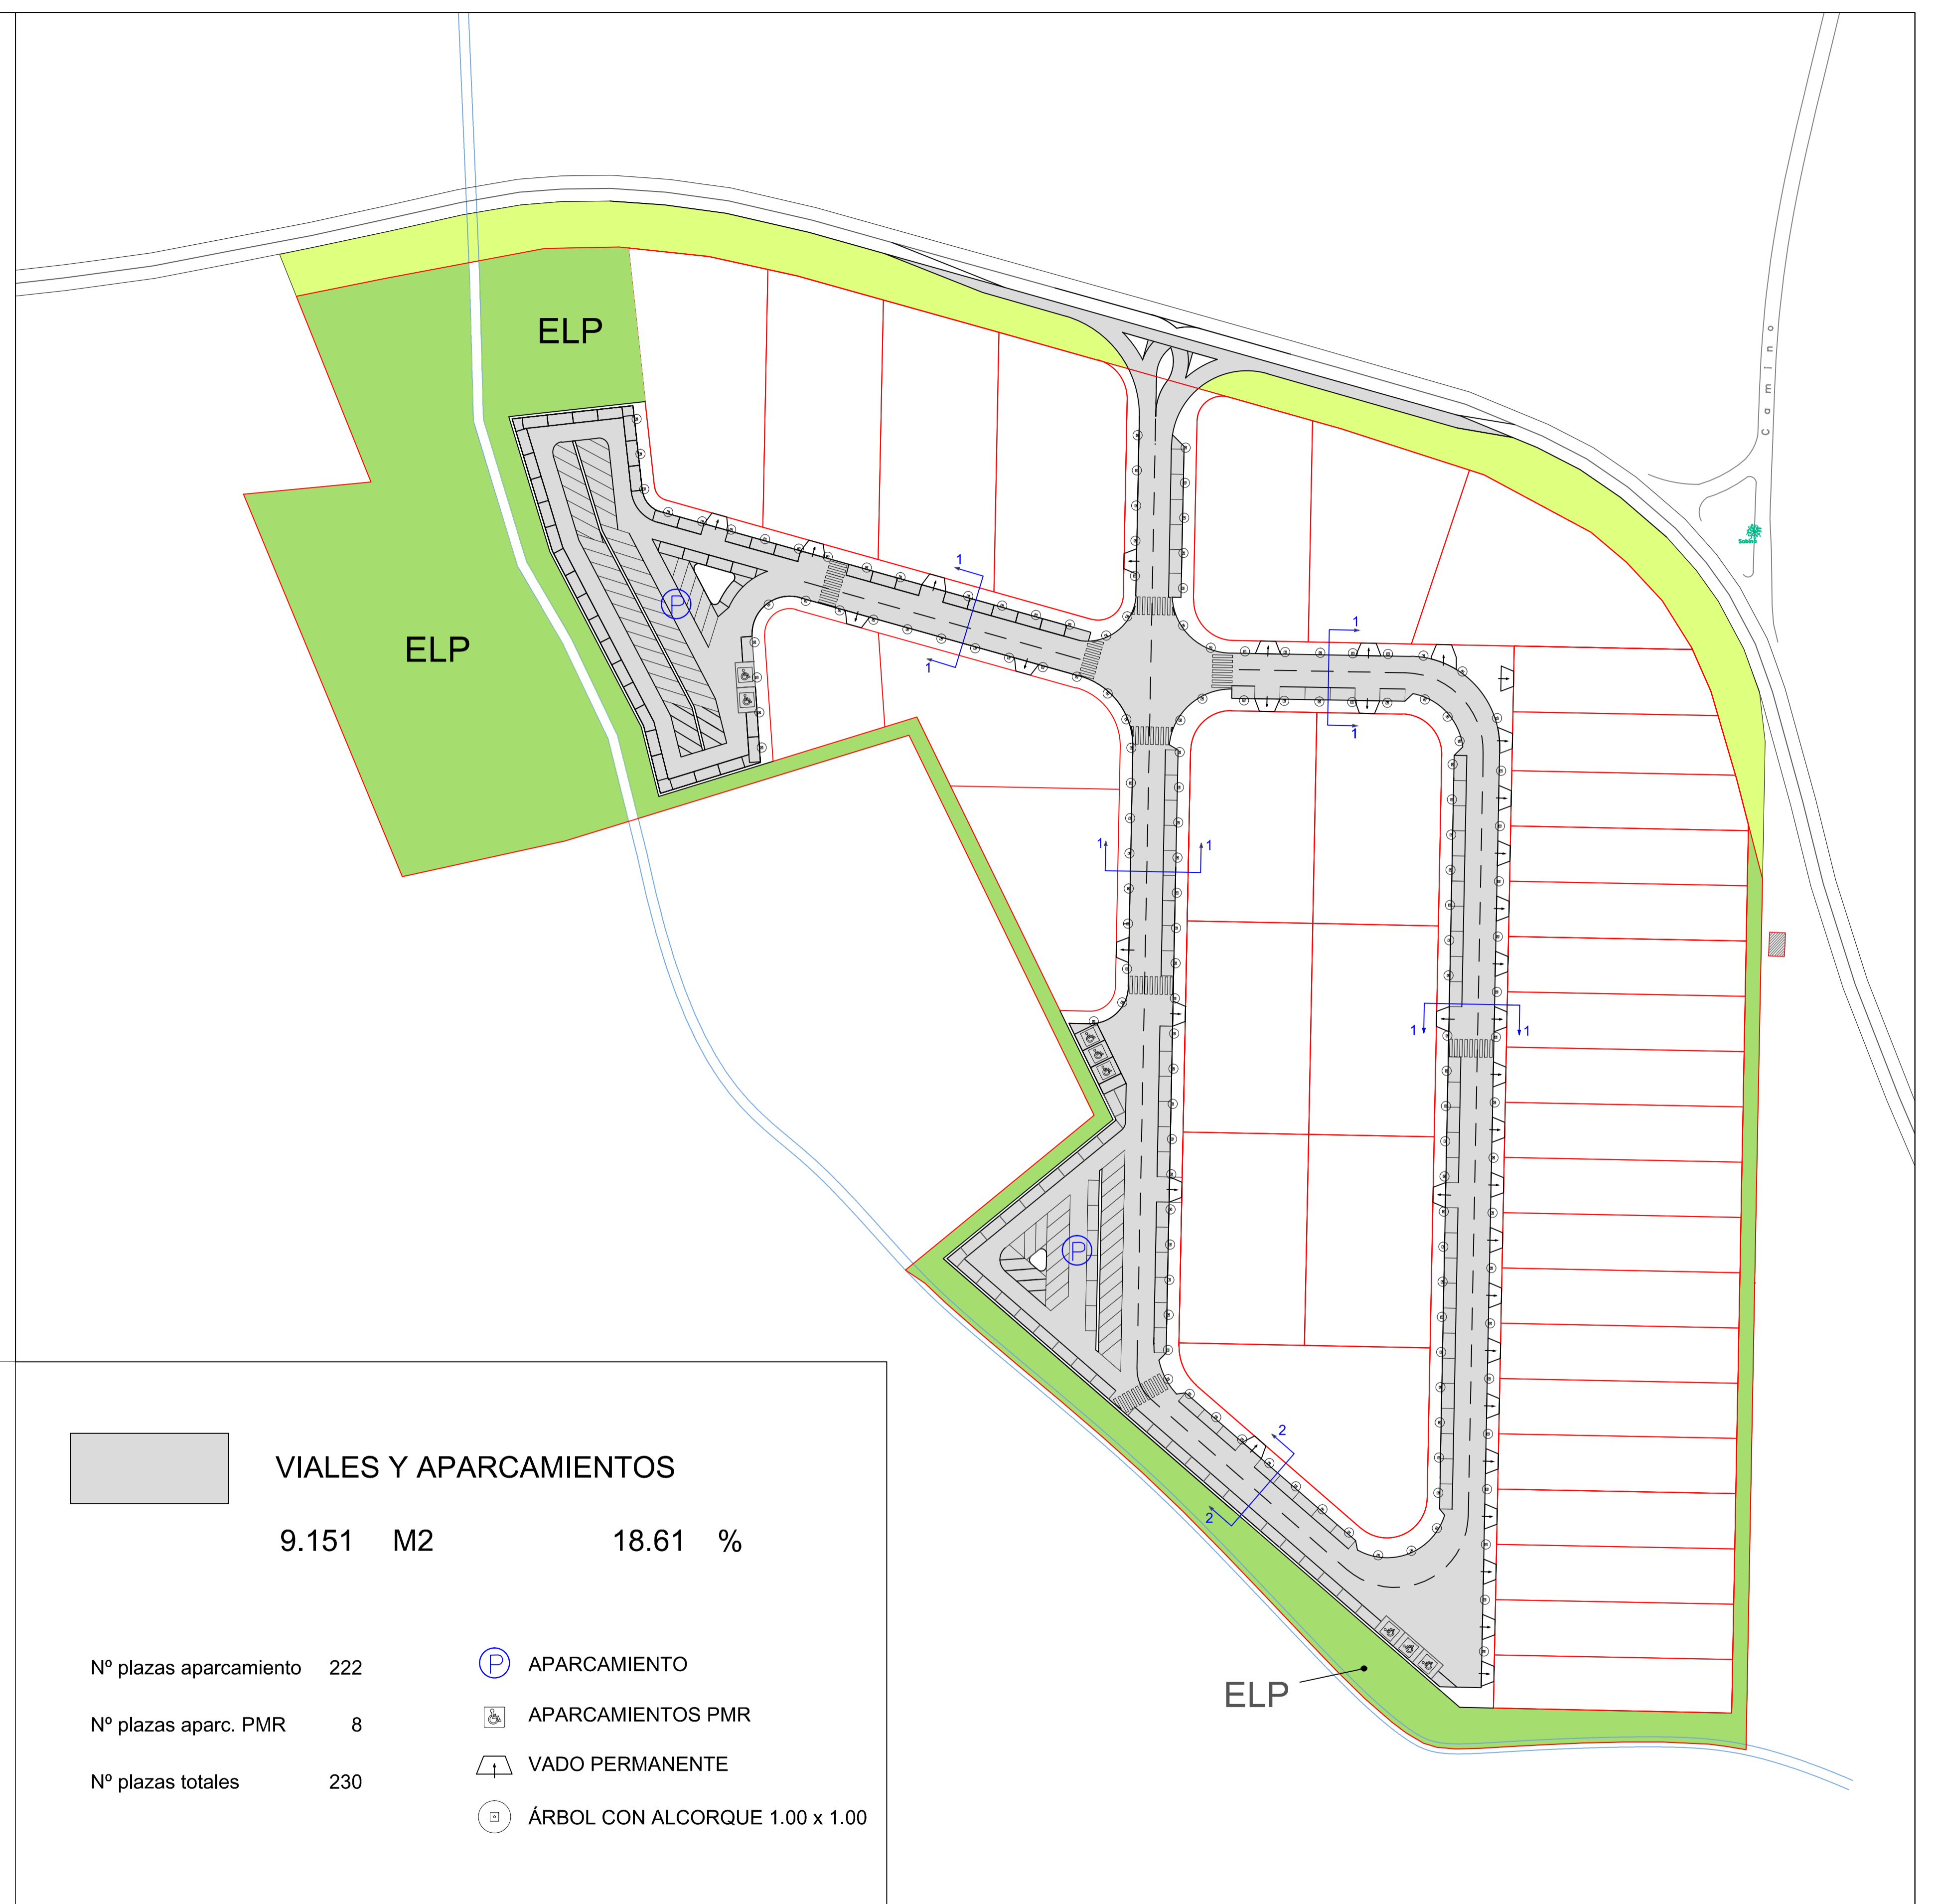 camino
Sabina
ELP
ELP
P
1
1
1
1
1
1
1
1
P
2
2
ELP
VIALES Y APARCAMIENTOS
9.151 M2 18.61 %
Nº plazas aparcamiento 222
Nº plazas aparc. PMR 8
Nº plazas totales 230
P APARCAMIENTO
APARCAMIENTOS PMR
VADO PERMANENTE
ÁRBOL CON ALCORQUE 1.00 x 1.00